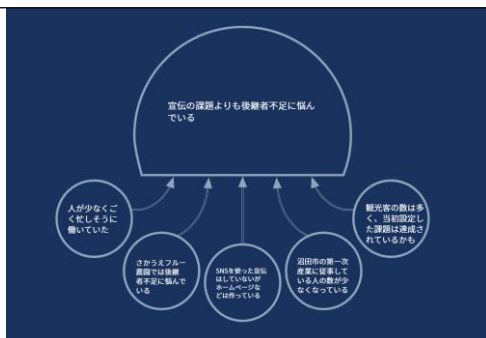 宣伝の課題よりも後継者不足に悩ん
でいる
人が少なくご
く忙しそうに
働いていた
さかうえフルー
農園では後継
者不足に悩んで
いる
SNSを使った宣伝
はしていないが
ホームページな
どは作っている
沼田市の第一次
産業に従事して
いる人の数が少
なくなっている
観光客の数は多
く、当初設定し
た課題は達成さ
れているかも